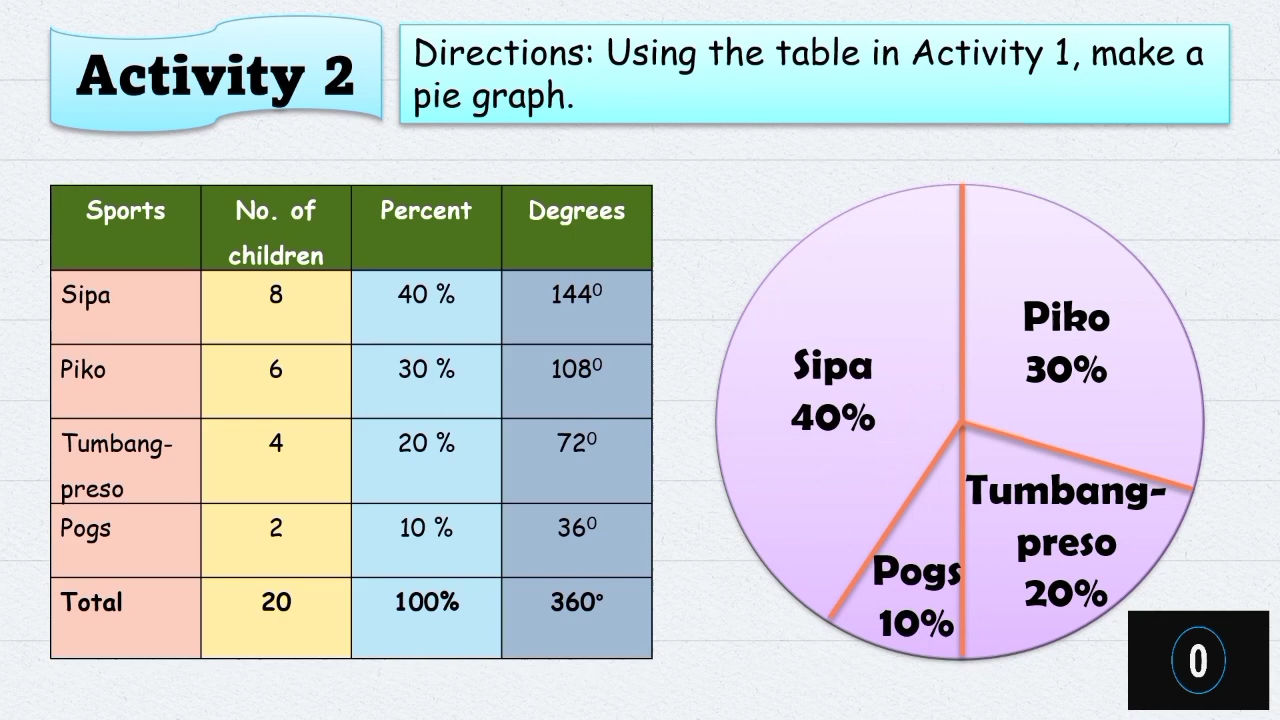 Activity 2
Directions: Using the table in Activity 1, make a
pie graph.
Sports No. of children Percent Degrees
Sipa 8 40 % 144⁰
Piko 6 30 % 108⁰
Tumbang-preso 4 20 % 72⁰
Pogs 2 10 % 36⁰
Total 20 100% 360°
Piko
30%
Sipa
40%
Tumbang-
preso
20%
Pogs
10%
0